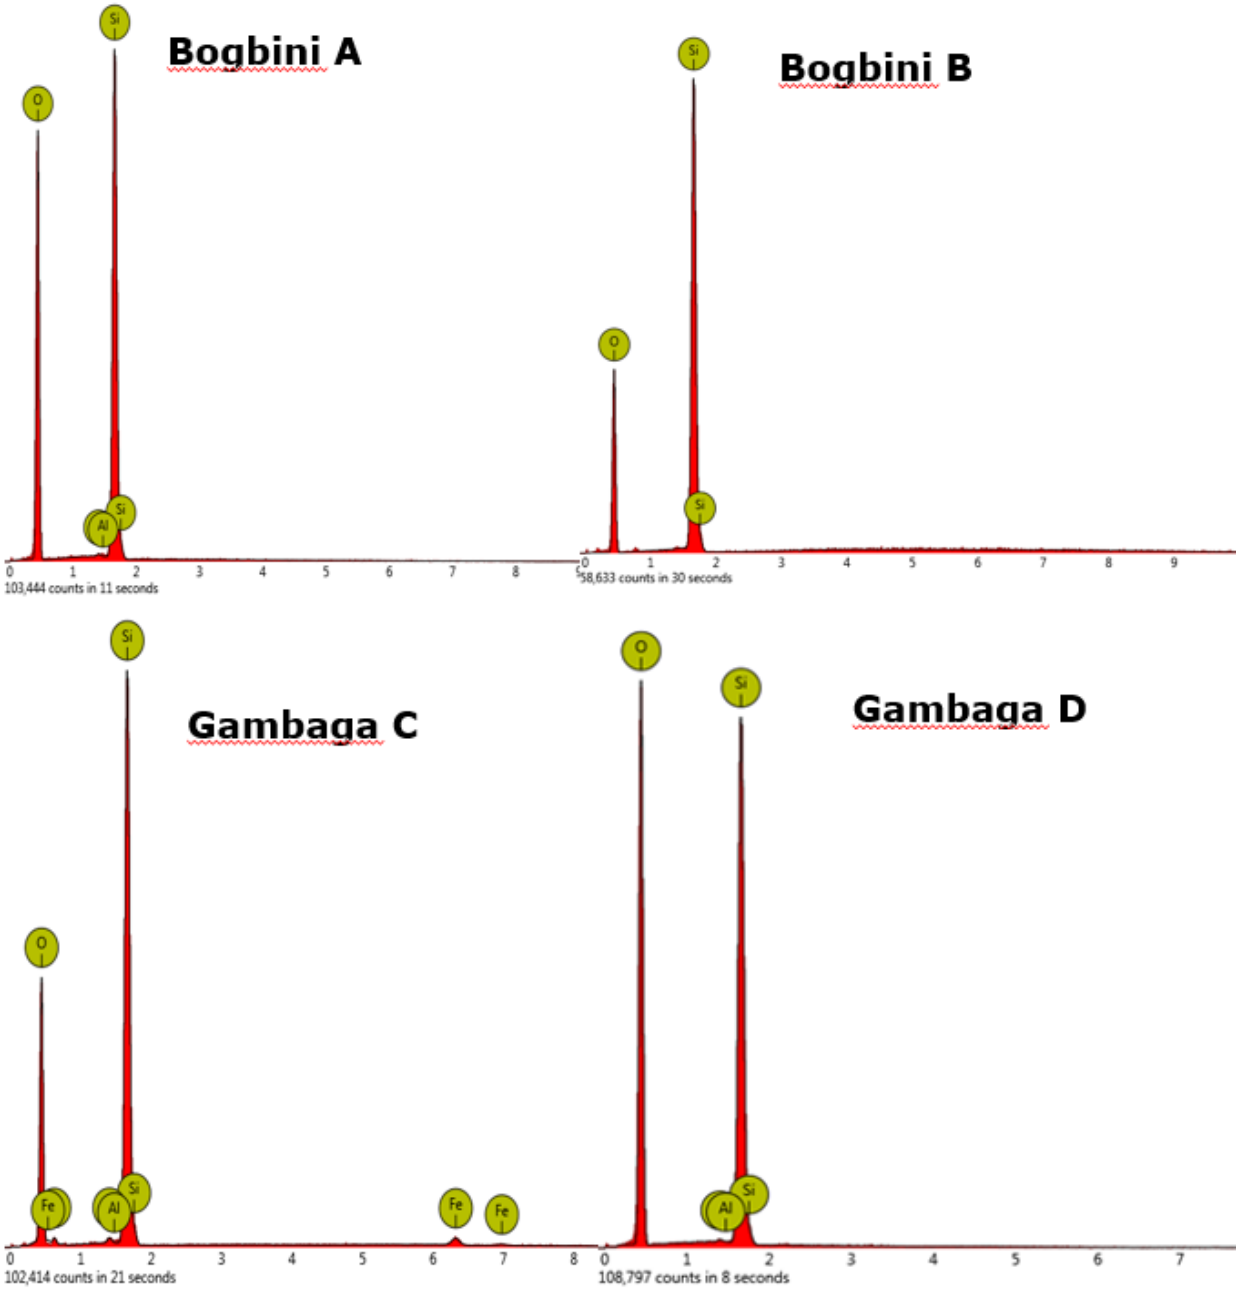 Si
Bogbini A
O
Si
Al
0 1 2 3 4 5 6 7 8
103,444 counts in 11 seconds
Si
Bogbini B
O
Si
0 1 2 3 4 5 6 7 8 9
58,633 counts in 30 seconds
Si
Gambaga C
O
Si
Fe
Al
Fe
Fe
0 1 2 3 4 5 6 7 8
102,414 counts in 21 seconds
O
Si
Gambaga D
Si
Al
0 1 2 3 4 5 6 7
108,797 counts in 8 seconds